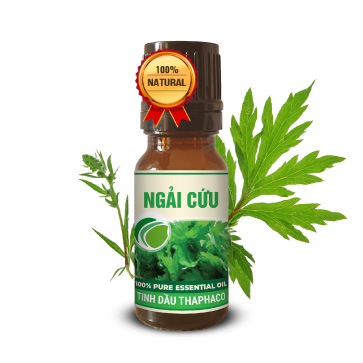 100%
NATURAL
NGẢI CỨU
100% PURE ESSENTIAL OIL
TINH DẦU THAPHACO